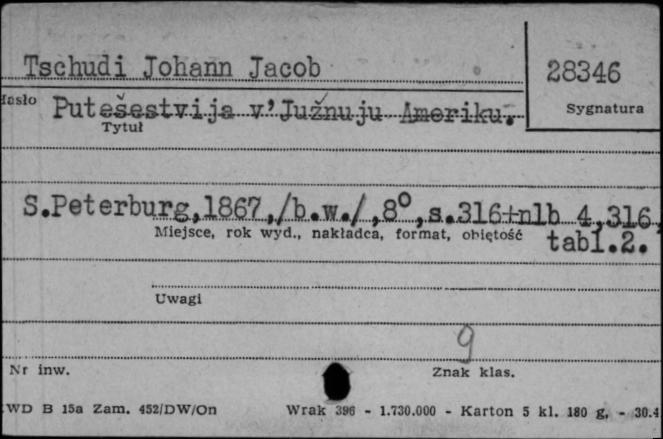 Tschudi Johann Jacob
28346
Hasło
Putešestvija v' Južnuju Ameriku.
Sygnatura
Tytuł
S.Peterburg,1867,/b.w./,8°,s.316+nlb 4,316,
Miejsce, rok wyd., nakładca, format, objętość
tabl.2.
Uwagi
9
Nr inw.
Znak klas.
WD B 15a Zam. 452/DW/On
Wrak 396 - 1.730.000 - Karton 5 kl. 180 g, - 30.4